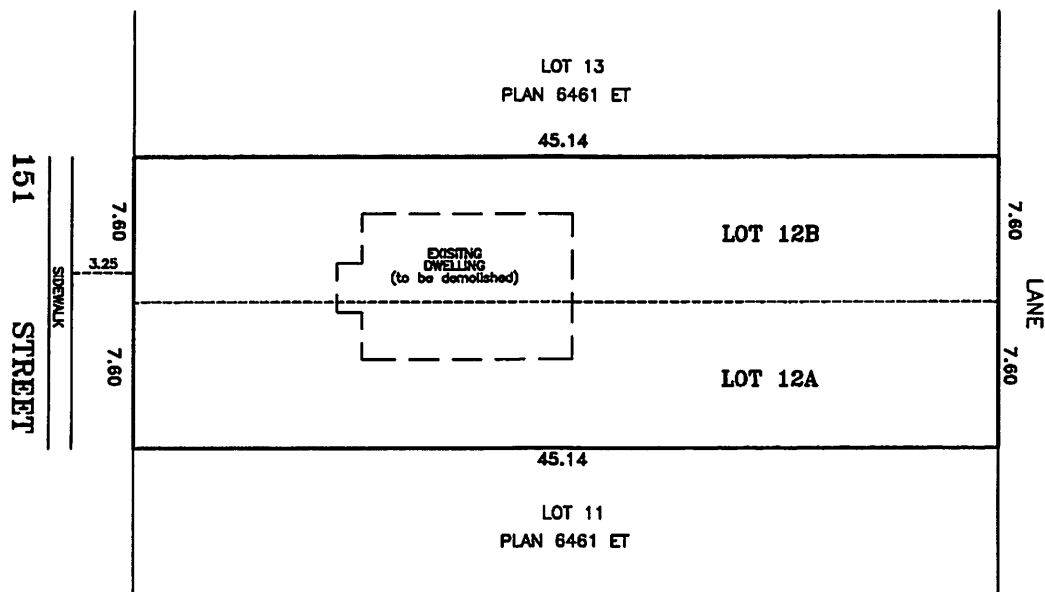 LOT 13
PLAN 6461 ET
45.14
151 STREET
SIDEWALK
7.60
3.25
7.60
EXISITNG
DWELLING
(to be demolished)
LOT 12B
LOT 12A
7.60
LANE
7.60
45.14
LOT 11
PLAN 6461 ET